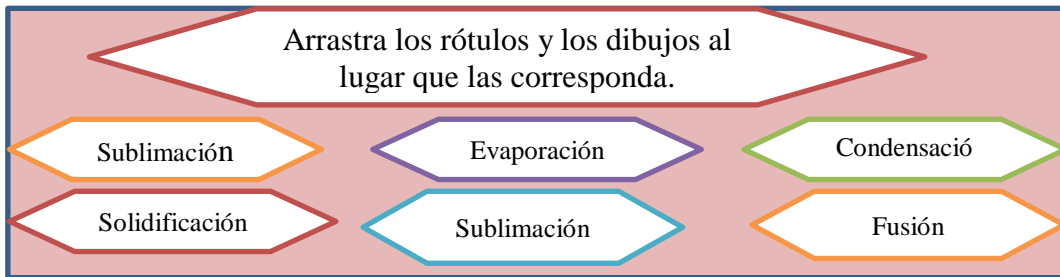 Arrastra los rótulos y los dibujos al
lugar que las corresponda.
Sublimación
Evaporación
Condensació
Solidificación
Sublimación
Fusión